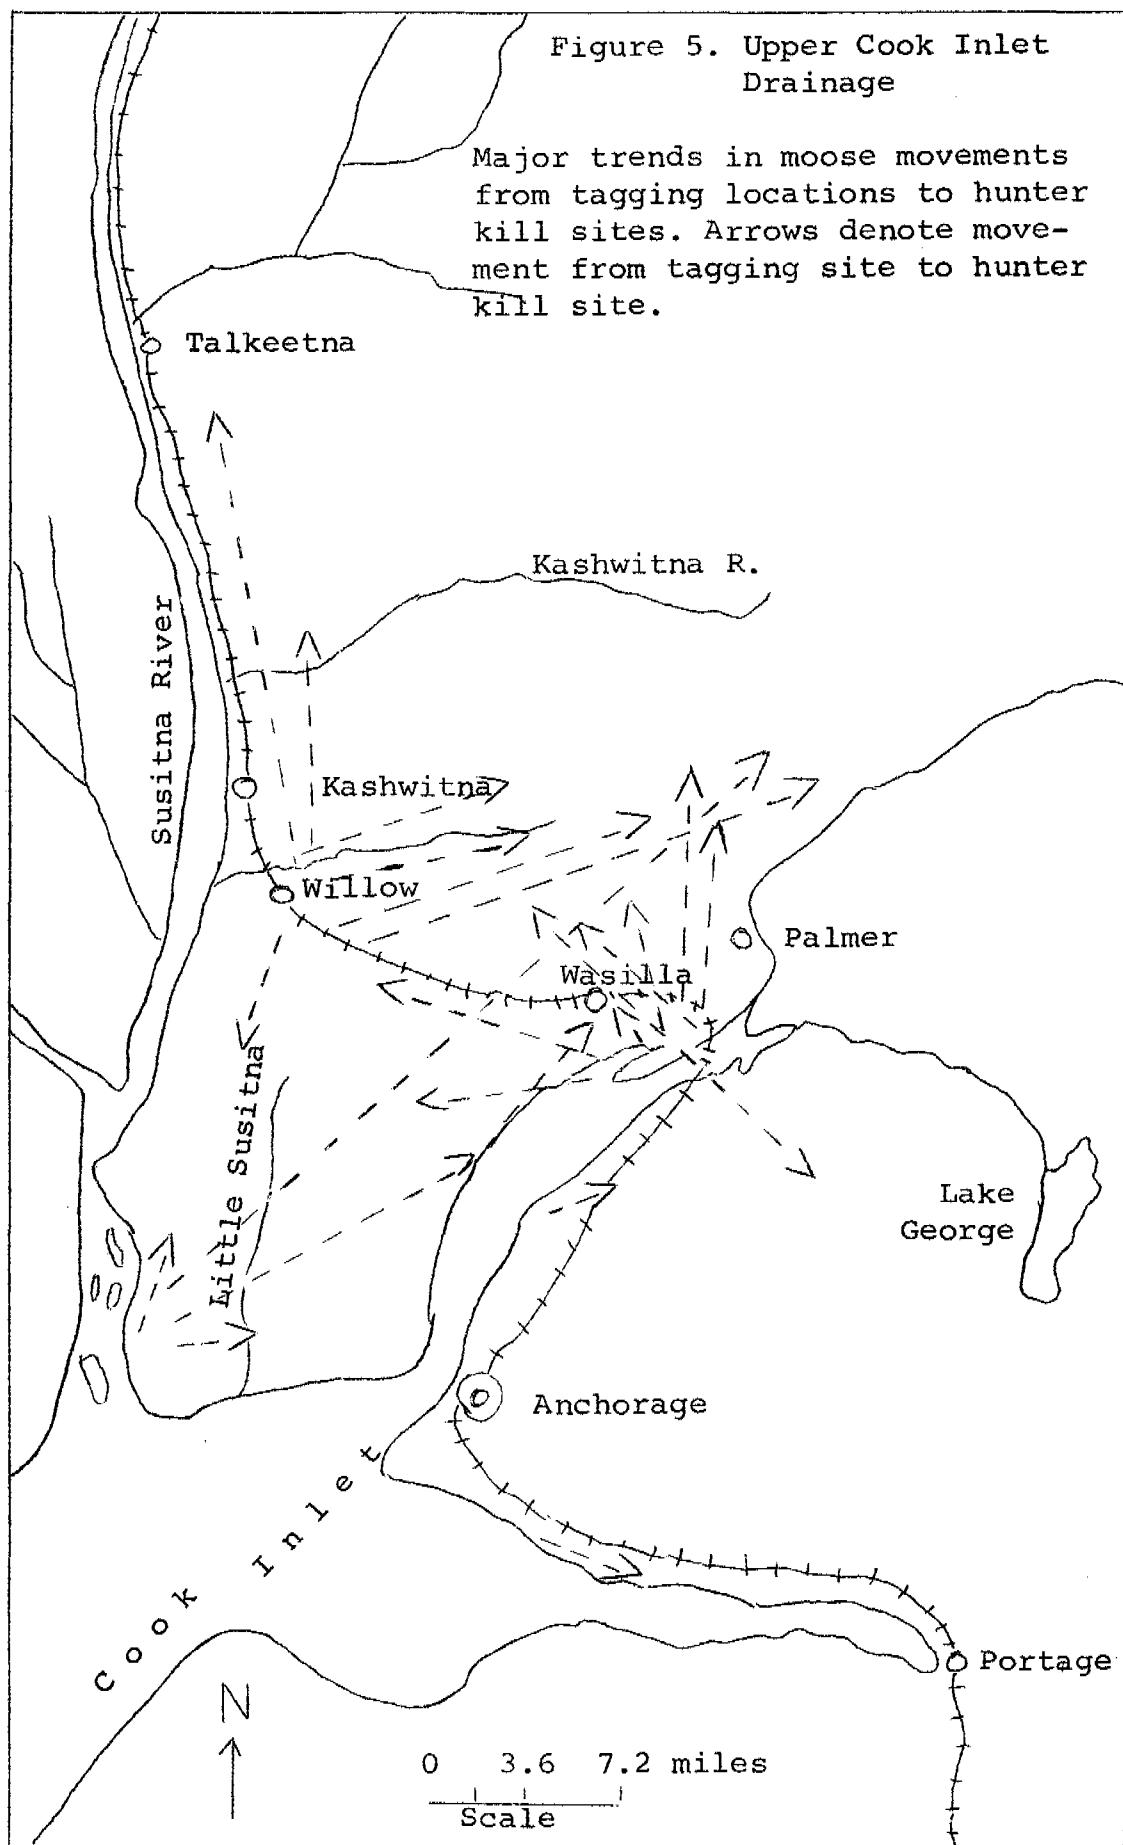 Figure 5. Upper Cook Inlet
Drainage
Major trends in moose movements
from tagging locations to hunter
kill sites. Arrows denote move-
ment from tagging site to hunter
kill site.
Talkeetna
Kashwitna R.
Susitna River
Kashwitna
Willow
Palmer
Wasilla
Little Susitna
Lake
George
Anchorage
Cook Inlet
Portage
N
0 3.6 7.2 miles
Scale